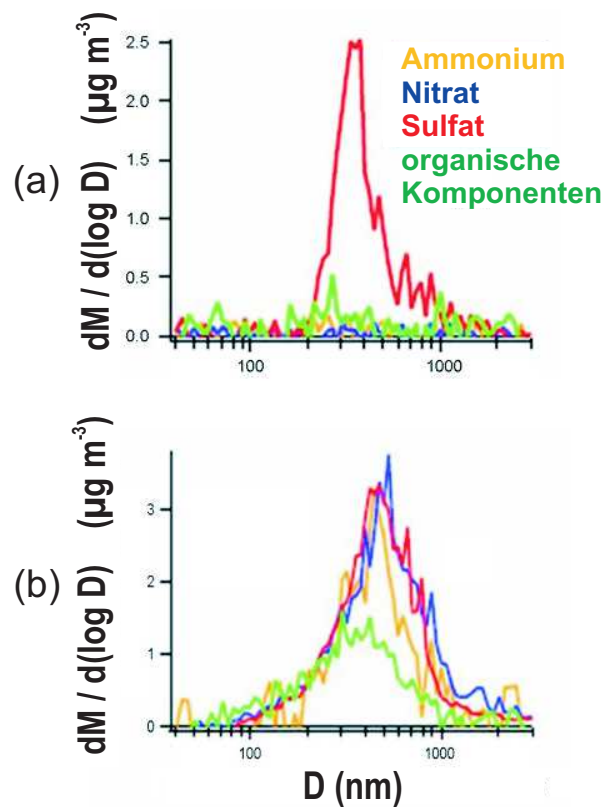 (a)
dM / d(log D) (µg m⁻³)
2.5
2.0
1.5
1.0
0.5
0.0
100
1000
Ammonium
Nitrat
Sulfat
organische
Komponenten
(b)
dM / d(log D) (µg m⁻³)
3
2
1
0
100
1000
D (nm)